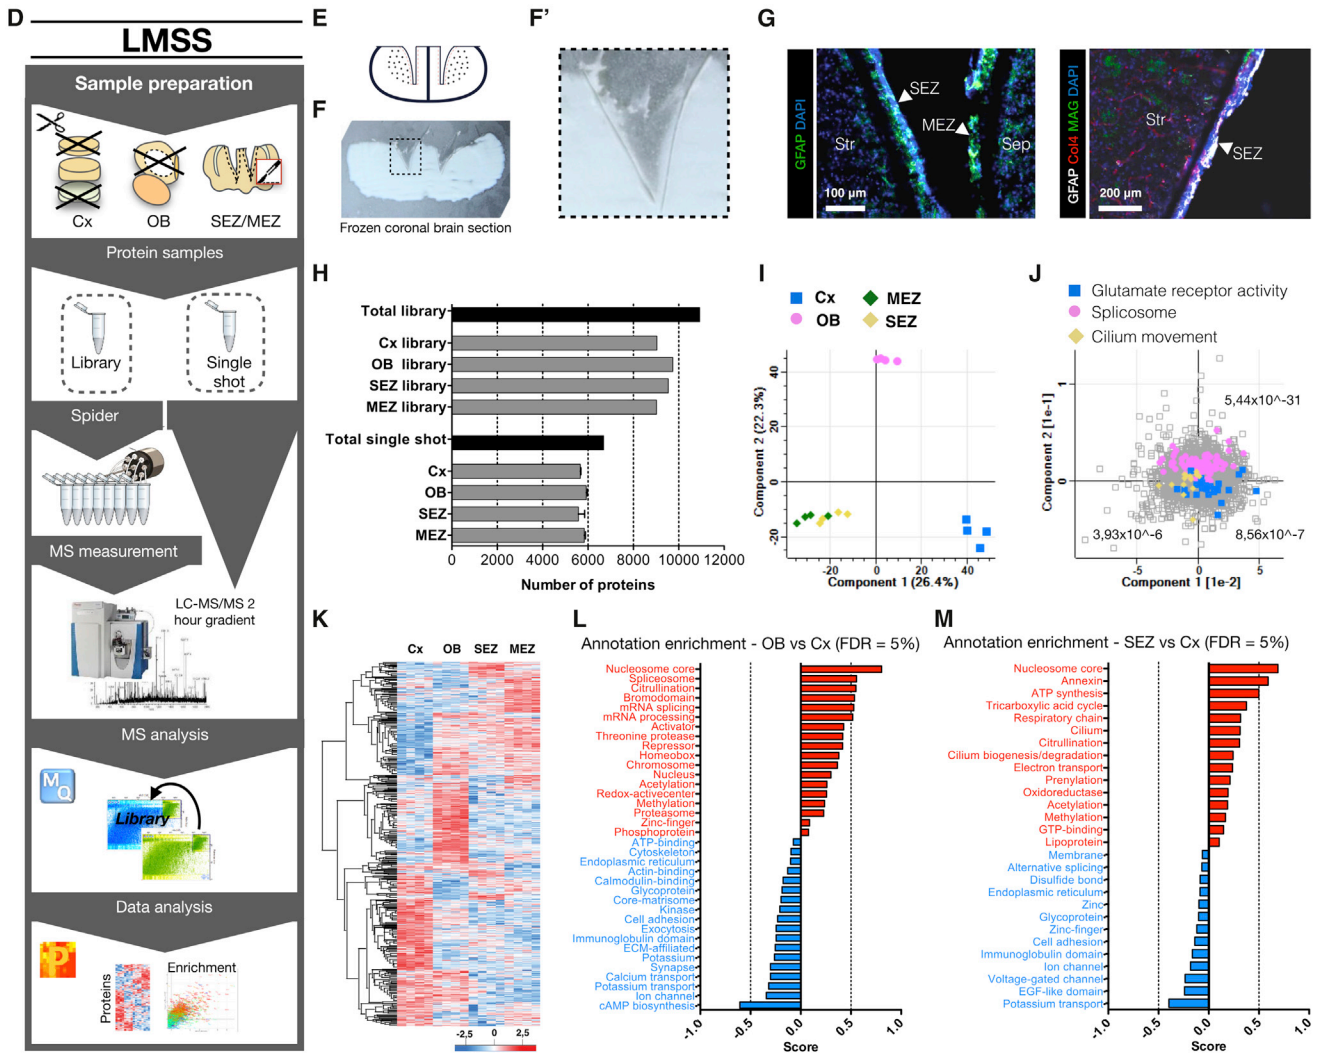 D
LMSS
Sample preparation
Cx
OB
SEZ/MEZ
Protein samples
Library
Single
shot
Spider
MS measurement
LC-MS/MS 2
hour gradient
MS analysis
M
Q
Library
Data analysis
P
Proteins
Enrichment
E
F
Frozen coronal brain section
F’
G
GFAP DAPI
SEZ
MEZ
Str
Sep
100 µm
GFAP Col4 MAG DAPI
Str
SEZ
200 µm
H
Total library
Cx library
OB library
SEZ library
MEZ library
Total single shot
Cx
OB
SEZ
MEZ
0
2000
4000
6000
8000
10000
12000
Number of proteins
I
Cx
MEZ
OB
SEZ
Component 2 (22.3%)
40
20
0
-20
-20
0
20
40
Component 1 (26.4%)
J
Glutamate receptor activity
Splicosome
Cilium movement
Component 2 [1e-1]
1
0
5,44x10^-31
3,93x10^-6
8,56x10^-7
-5
0
5
Component 1 [1e-2]
K
Cx OB SEZ MEZ
-2,5 0 2,5
L
Annotation enrichment - OB vs Cx (FDR = 5%)
Nucleosome core
Spliceosome
Citrullination
Bromodomain
mRNA splicing
mRNA processing
Activator
Threonine protease
Repressor
Homeobox
Chromosome
Nucleus
Acetylation
Redox-activecenter
Methylation
Proteasome
Zinc-finger
Phosphoprotein
ATP-binding
Cytoskeleton
Endoplasmic reticulum
Actin-binding
Calmodulin-binding
Glycoprotein
Core-matrisome
Kinase
Cell adhesion
Exocytosis
Immunoglobulin domain
ECM-affiliated
Potassium
Synapse
Calcium transport
Potassium transport
Ion channel
cAMP biosynthesis
-1.0
-0.5
0.0
0.5
1.0
Score
M
Annotation enrichment - SEZ vs Cx (FDR = 5%)
Nucleosome core
Annexin
ATP synthesis
Tricarboxylic acid cycle
Respiratory chain
Cilium
Citrullination
Cilium biogenesis/degradation
Electron transport
Prenylation
Oxidoreductase
Acetylation
Methylation
GTP-binding
Lipoprotein
Membrane
Alternative splicing
Disulfide bond
Endoplasmic reticulum
Zinc
Glycoprotein
Zinc-finger
Cell adhesion
Immunoglobulin domain
Ion channel
Voltage-gated channel
EGF-like domain
Potassium transport
-1.0
-0.5
0.0
0.5
1.0
Score